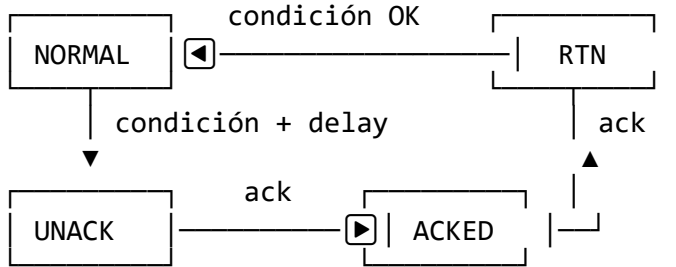 condición OK
NORMAL
RTN
condición + delay
ack
ack
UNACK
ACKED